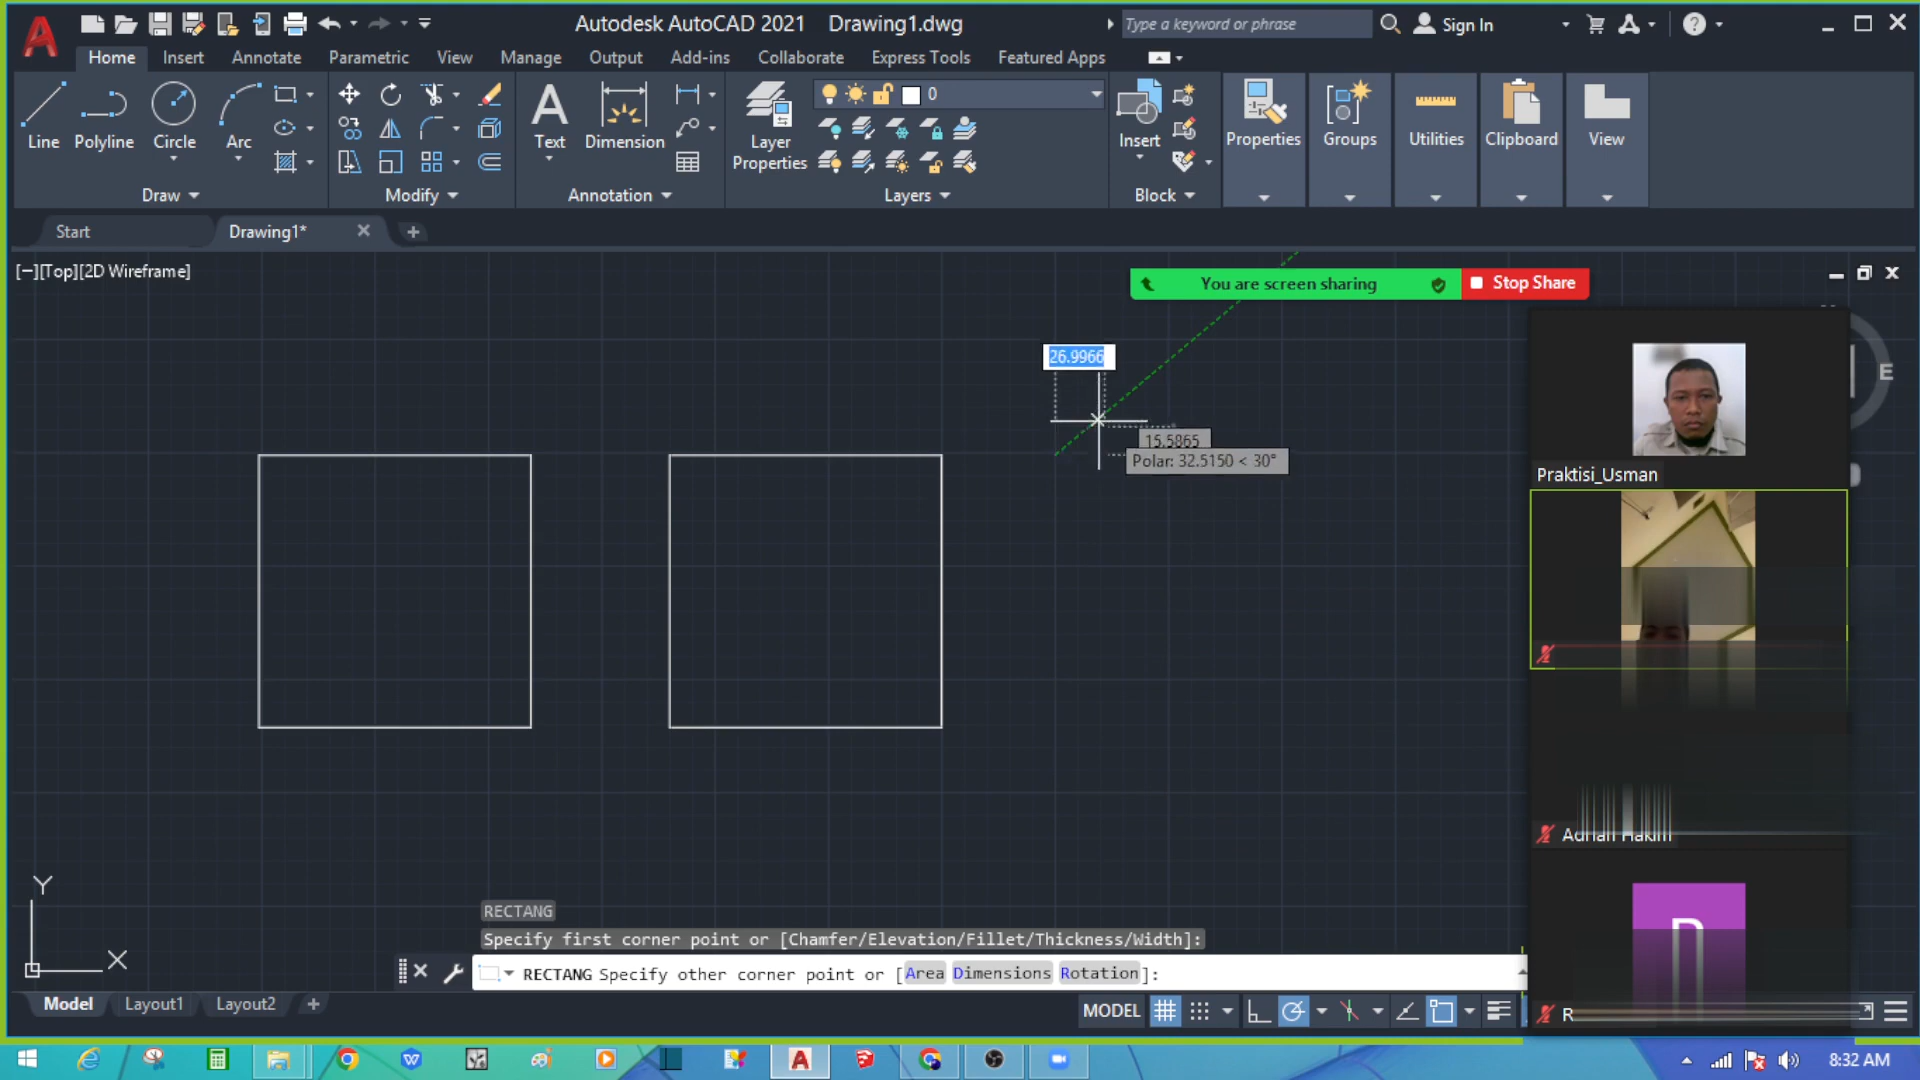 Autodesk AutoCAD 2021 Drawing1.dwg
Type a keyword or phrase
Sign In
Home Insert Annotate Parametric View Manage Output Add-ins Collaborate Express Tools Featured Apps
Line Polyline Circle Arc
Text Dimension
Layer Properties
0
Insert
Properties Groups Utilities Clipboard View
Draw Modify Annotation Layers Block
Start Drawing1*
[−][Top][2D Wireframe]
You are screen sharing Stop Share
26.9966
15.5865
Polar: 32.5150 < 30°
E
Praktisi_Usman
Adrian Hakim
R
Y
X
RECTANG
Specify first corner point or [Chamfer/Elevation/Fillet/Thickness/Width]:
RECTANG Specify other corner point or [Area Dimensions Rotation]:
Model Layout1 Layout2
MODEL
8:32 AM